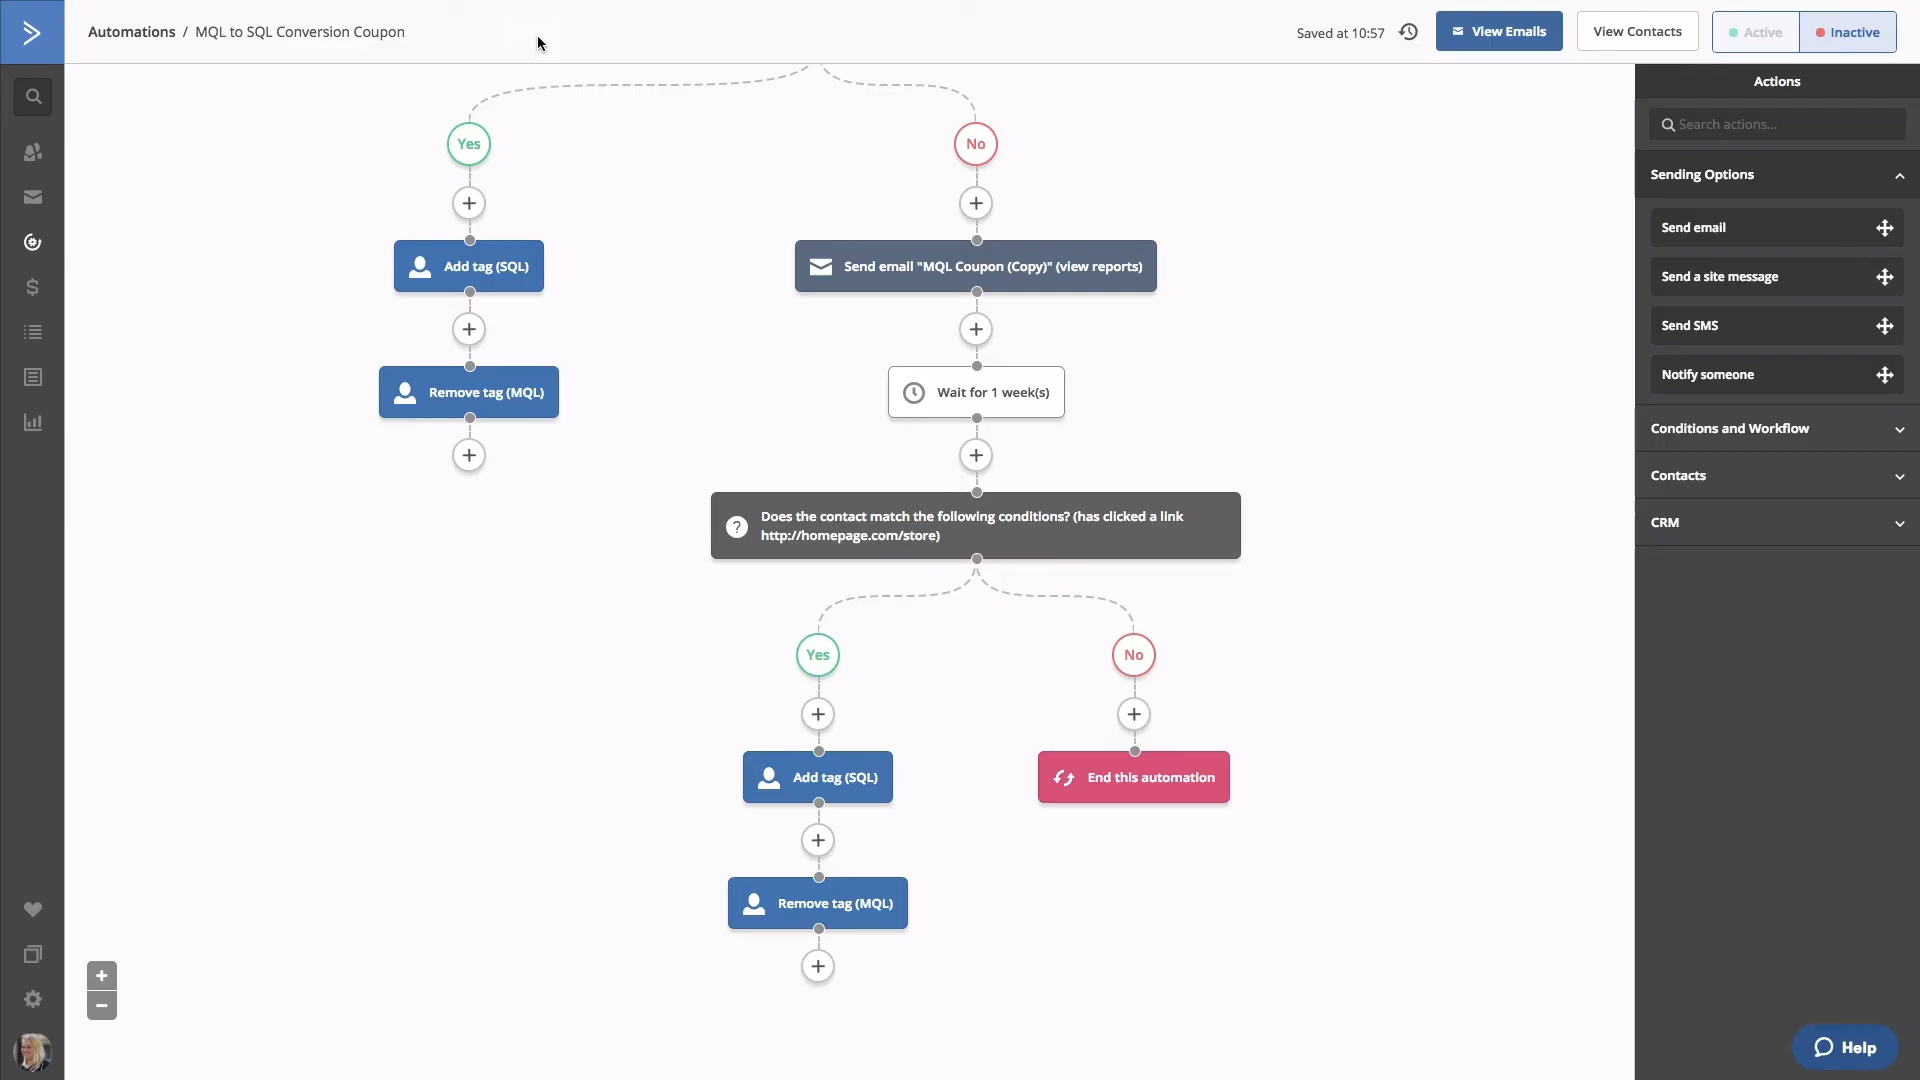 Automations / MQL to SQL Conversion Coupon
Saved at 10:57
View Emails
View Contacts
Active
Inactive
Actions
Search actions...
Sending Options
Send email
Send a site message
Send SMS
Notify someone
Conditions and Workflow
Contacts
CRM
Yes
No
Add tag (SQL)
Send email "MQL Coupon (Copy)" (view reports)
Remove tag (MQL)
Wait for 1 week(s)
Does the contact match the following conditions? (has clicked a link
http://homepage.com/store)
Yes
No
Add tag (SQL)
End this automation
Remove tag (MQL)
Help